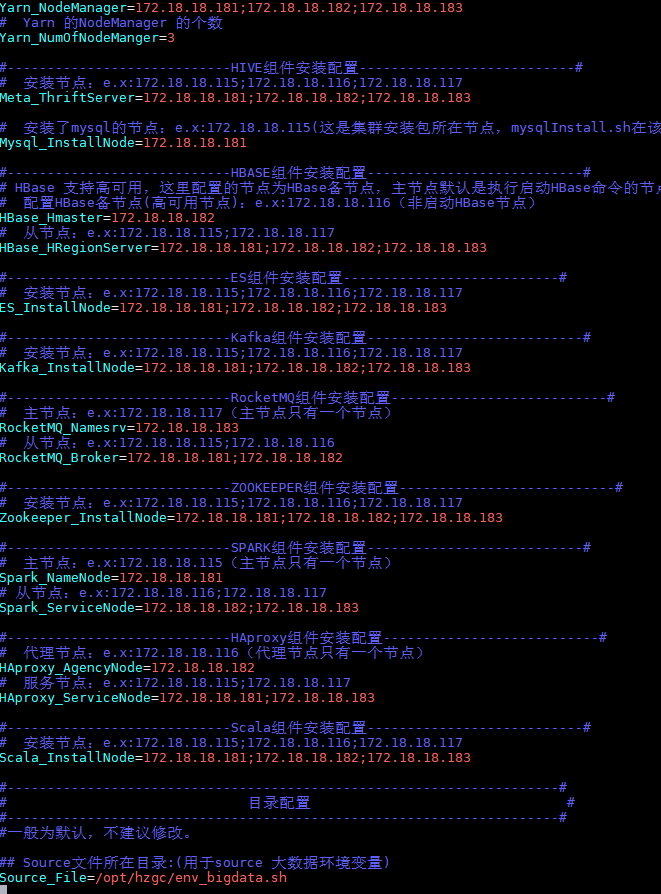 Yarn_NodeManager=172.18.18.181;172.18.18.182;172.18.18.183
#  Yarn 的NodeManager 的个数
Yarn_NumOfNodeManger=3
#----------------------------HIVE组件安装配置---------------------------#
#  安装节点：e.x:172.18.18.115;172.18.18.116;172.18.18.117
Meta_ThriftServer=172.18.18.181;172.18.18.182;172.18.18.183
#  安装了mysql的节点：e.x:172.18.18.115(这是集群安装包所在节点，mysqlInstall.sh在该
Mysql_InstallNode=172.18.18.181
#----------------------------HBASE组件安装配置---------------------------#
# HBase 支持高可用，这里配置的节点为HBase备节点，主节点默认是执行启动HBase命令的节点
#  配置HBase备节点(高可用节点)：e.x:172.18.18.116（非启动HBase节点）
HBase_Hmaster=172.18.18.182
#  从节点：e.x:172.18.18.115;172.18.18.117
HBase_HRegionServer=172.18.18.181;172.18.18.182;172.18.18.183
#----------------------------ES组件安装配置---------------------------#
#  安装节点：e.x:172.18.18.115;172.18.18.116;172.18.18.117
ES_InstallNode=172.18.18.181;172.18.18.182;172.18.18.183
#----------------------------Kafka组件安装配置---------------------------#
#  安装节点：e.x:172.18.18.115;172.18.18.116;172.18.18.117
Kafka_InstallNode=172.18.18.181;172.18.18.182;172.18.18.183
#----------------------------RocketMQ组件安装配置---------------------------#
#  主节点：e.x:172.18.18.117（主节点只有一个节点）
RocketMQ_Namesrv=172.18.18.183
#  从节点：e.x:172.18.18.115;172.18.18.116
RocketMQ_Broker=172.18.18.181;172.18.18.182
#----------------------------ZOOKEEPER组件安装配置---------------------------#
#  安装节点：e.x:172.18.18.115;172.18.18.116;172.18.18.117
Zookeeper_InstallNode=172.18.18.181;172.18.18.182;172.18.18.183
#----------------------------SPARK组件安装配置---------------------------#
#  主节点：e.x:172.18.18.115（主节点只有一个节点）
Spark_NameNode=172.18.18.181
# 从节点：e.x:172.18.18.116;172.18.18.117
Spark_ServiceNode=172.18.18.182;172.18.18.183
#----------------------------HAproxy组件安装配置---------------------------#
#  代理节点：e.x:172.18.18.116（代理节点只有一个节点）
HAproxy_AgencyNode=172.18.18.182
#  服务节点：e.x:172.18.18.115;172.18.18.117
HAproxy_ServiceNode=172.18.18.181;172.18.18.183
#----------------------------Scala组件安装配置---------------------------#
#  安装节点：e.x:172.18.18.115;172.18.18.116;172.18.18.117
Scala_InstallNode=172.18.18.181;172.18.18.182;172.18.18.183
#---------------------------------------------------------------------#
#                              目录配置                                #
#---------------------------------------------------------------------#
#一般为默认，不建议修改。
## Source文件所在目录:(用于source 大数据环境变量)
Source_File=/opt/hzgc/env_bigdata.sh